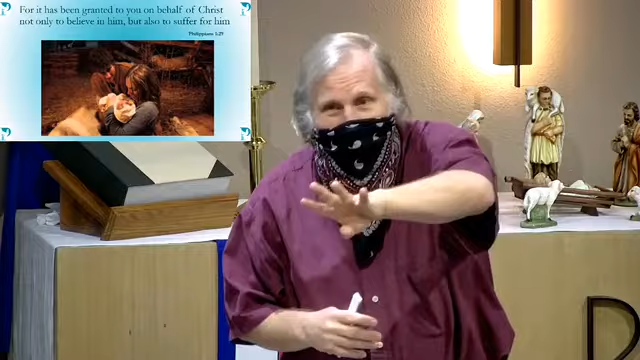 For it has been granted to you on behalf of Christ
not only to believe in him, but also to suffer for him
Philippians 1:29